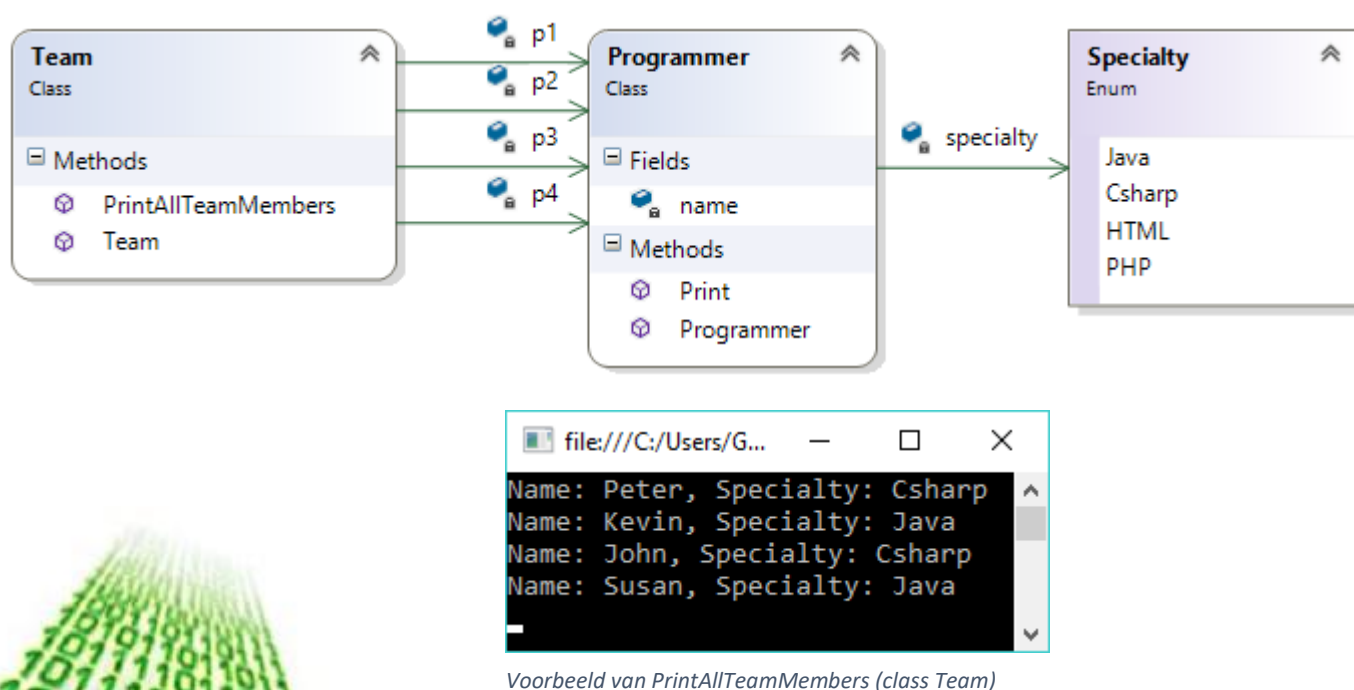 Team
Class
Methods
PrintAllTeamMembers
Team
p1
p2
p3
p4
Programmer
Class
Fields
name
Methods
Print
Programmer
specialty
Specialty
Enum
Java
Csharp
HTML
PHP
file:///C:/Users/G...
Name: Peter, Specialty: Csharp
Name: Kevin, Specialty: Java
Name: John, Specialty: Csharp
Name: Susan, Specialty: Java
Voorbeeld van PrintAllTeamMembers (class Team)